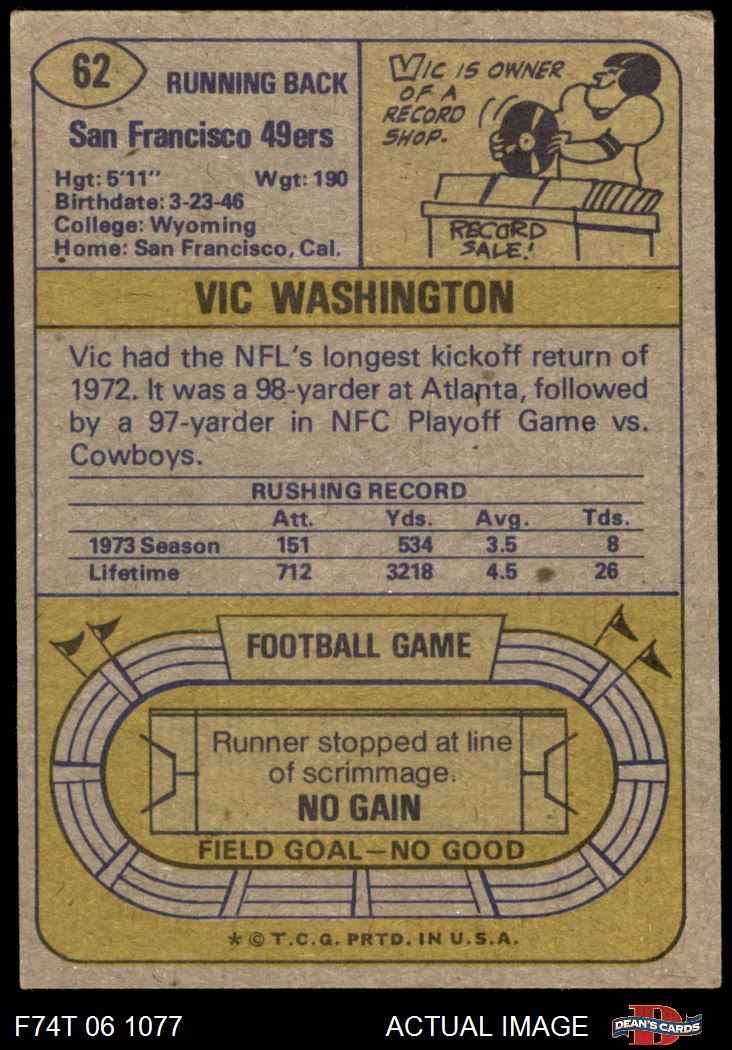 62
RUNNING BACK
San Francisco 49ers
Hgt: 5'11" Wgt: 190
Birthdate: 3-23-46
College: Wyoming
Home: San Francisco, Cal.
VIC IS OWNER
OF A
RECORD
SHOP.
RECORD
SALE!
VIC WASHINGTON
Vic had the NFL's longest kickoff return of
1972. It was a 98-yarder at Atlanta, followed
by a 97-yarder in NFC Playoff Game vs.
Cowboys.
RUSHING RECORD
Att. Yds. Avg. Tds.
1973 Season 151 534 3.5 8
Lifetime 712 3218 4.5 26
FOOTBALL GAME
Runner stopped at line
of scrimmage.
NO GAIN
FIELD GOAL—NO GOOD
* © T.C.G. PRTD. IN U.S.A.
F74T 06 1077 ACTUAL IMAGE
D
DEAN'S CARDS